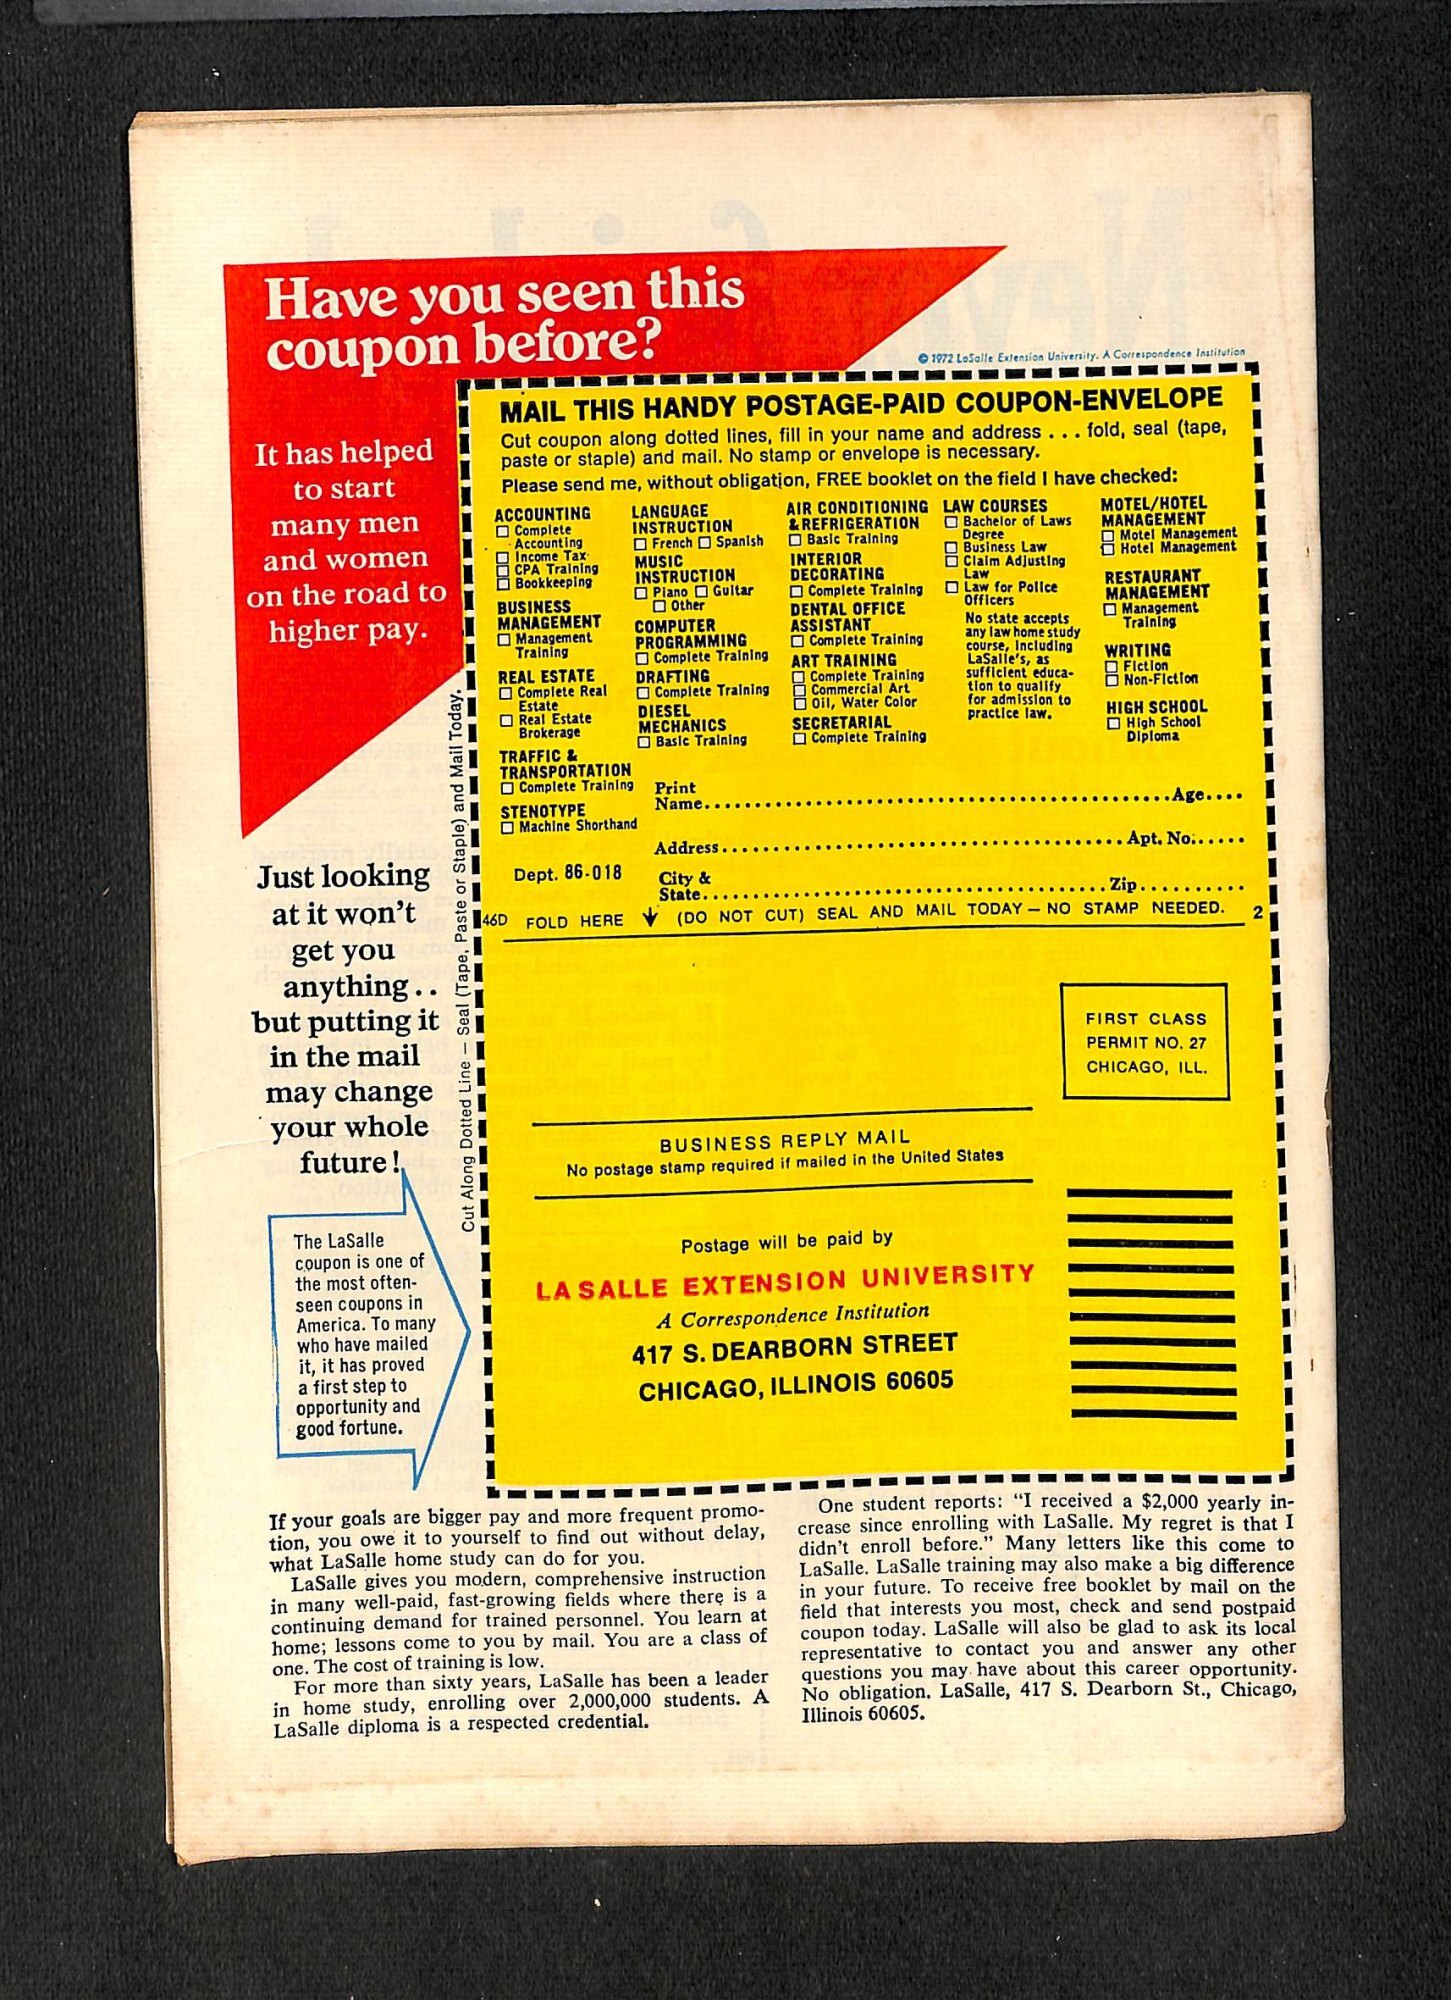 Have you seen this
coupon before?
© 1972 LaSalle Extension University. A Correspondence Institution
It has helped
to start
many men
and women
on the road to
higher pay.
Just looking
at it won't
get you
anything..
but putting it
in the mail
may change
your whole
future!
The LaSalle
coupon is one of
the most often-
seen coupons in
America. To many
who have mailed
it, it has proved
a first step to
opportunity and
good fortune.
Cut Along Dotted Line — Seal (Tape, Paste or Staple) and Mail Today.
MAIL THIS HANDY POSTAGE-PAID COUPON-ENVELOPE
Cut coupon along dotted lines, fill in your name and address . . . fold, seal (tape,
paste or staple) and mail. No stamp or envelope is necessary.
Please send me, without obligation, FREE booklet on the field I have checked:
ACCOUNTING
☐ Complete
Accounting
☐ Income Tax
☐ CPA Training
☐ Bookkeeping
BUSINESS
MANAGEMENT
☐ Management
Training
REAL ESTATE
☐ Complete Real
Estate
☐ Real Estate
Brokerage
TRAFFIC &
TRANSPORTATION
☐ Complete Training
STENOTYPE
☐ Machine Shorthand
LANGUAGE
INSTRUCTION
☐ French ☐ Spanish
MUSIC
INSTRUCTION
☐ Piano ☐ Guitar
☐ Other
COMPUTER
PROGRAMMING
☐ Complete Training
DRAFTING
☐ Complete Training
DIESEL
MECHANICS
☐ Basic Training
AIR CONDITIONING
& REFRIGERATION
☐ Basic Training
INTERIOR
DECORATING
☐ Complete Training
DENTAL OFFICE
ASSISTANT
☐ Complete Training
ART TRAINING
☐ Complete Training
☐ Commercial Art
☐ Oil, Water Color
SECRETARIAL
☐ Complete Training
LAW COURSES
☐ Bachelor of Laws
Degree
☐ Business Law
☐ Claim Adjusting
Law
☐ Law for Police
Officers
No state accepts
any law home study
course, including
LaSalle's, as
sufficient educa-
tion to qualify
for admission to
practice law.
MOTEL/HOTEL
MANAGEMENT
☐ Motel Management
☐ Hotel Management
RESTAURANT
MANAGEMENT
☐ Management
Training
WRITING
☐ Fiction
☐ Non-Fiction
HIGH SCHOOL
☐ High School
Diploma
Print
Name.................................................Age....
Address.......................................Apt. No......
Dept. 86-018
City &
State...........................................Zip..........
46D FOLD HERE ↓ (DO NOT CUT) SEAL AND MAIL TODAY — NO STAMP NEEDED. 2
FIRST CLASS
PERMIT NO. 27
CHICAGO, ILL.
BUSINESS REPLY MAIL
No postage stamp required if mailed in the United States
Postage will be paid by
LA SALLE EXTENSION UNIVERSITY
A Correspondence Institution
417 S. DEARBORN STREET
CHICAGO, ILLINOIS 60605
If your goals are bigger pay and more frequent promo-
tion, you owe it to yourself to find out without delay,
what LaSalle home study can do for you.
LaSalle gives you modern, comprehensive instruction
in many well-paid, fast-growing fields where there is a
continuing demand for trained personnel. You learn at
home; lessons come to you by mail. You are a class of
one. The cost of training is low.
For more than sixty years, LaSalle has been a leader
in home study, enrolling over 2,000,000 students. A
LaSalle diploma is a respected credential.
One student reports: “I received a $2,000 yearly in-
crease since enrolling with LaSalle. My regret is that I
didn't enroll before.” Many letters like this come to
LaSalle. LaSalle training may also make a big difference
in your future. To receive free booklet by mail on the
field that interests you most, check and send postpaid
coupon today. LaSalle will also be glad to ask its local
representative to contact you and answer any other
questions you may have about this career opportunity.
No obligation. LaSalle, 417 S. Dearborn St., Chicago,
Illinois 60605.